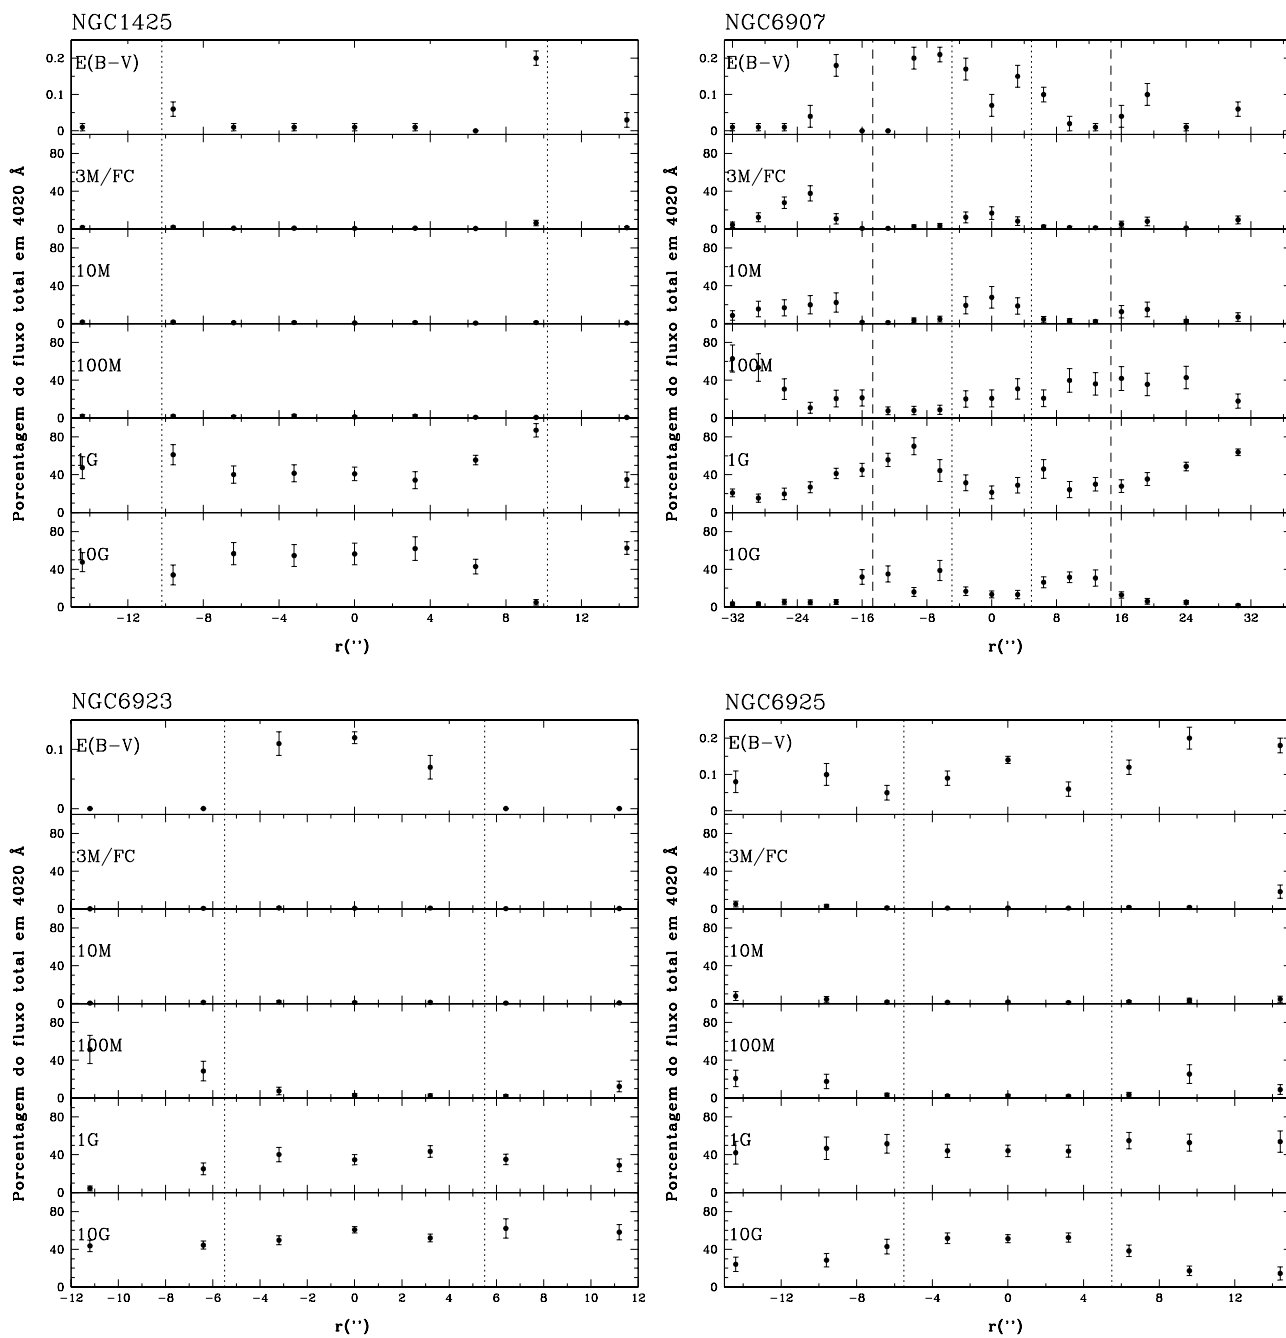 NGC1425
Porcentagem do fluxo total em 4020 Å
E(B-V)
0.2
0.1
0
3M/FC
80
40
0
10M
80
40
0
100M
80
40
0
1G
80
40
0
10G
80
40
0
-12 -8 -4 0 4 8 12
r('')
NGC6907
Porcentagem do fluxo total em 4020 Å
E(B-V)
0.2
0.1
0
3M/FC
80
40
0
10M
80
40
0
100M
80
40
0
1G
80
40
0
10G
80
40
0
-32 -24 -16 -8 0 8 16 24 32
r('')
NGC6923
Porcentagem do fluxo total em 4020 Å
E(B-V)
0.1
0
3M/FC
80
40
0
10M
80
40
0
100M
80
40
0
1G
80
40
0
10G
80
40
0
-12 -10 -8 -6 -4 -2 0 2 4 6 8 10 12
r('')
NGC6925
Porcentagem do fluxo total em 4020 Å
E(B-V)
0.2
0.1
0
3M/FC
80
40
0
10M
80
40
0
100M
80
40
0
1G
80
40
0
10G
80
40
0
-12 -8 -4 0 4 8 12
r('')